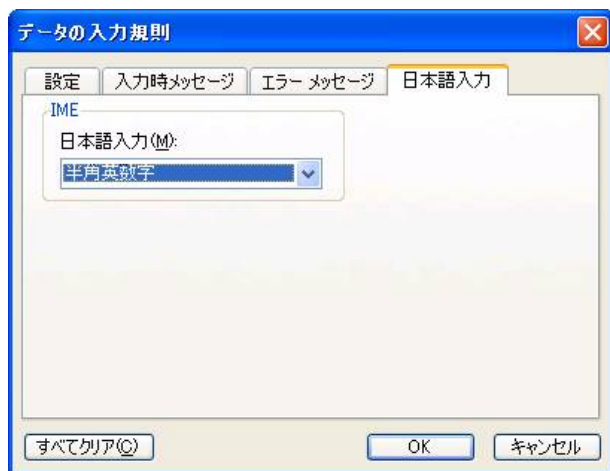 データの入力規則
設定 入力時メッセージ エラー メッセージ 日本語入力
IME
日本語入力(M):
半角英数字
すべてクリア(C) OK キャンセル